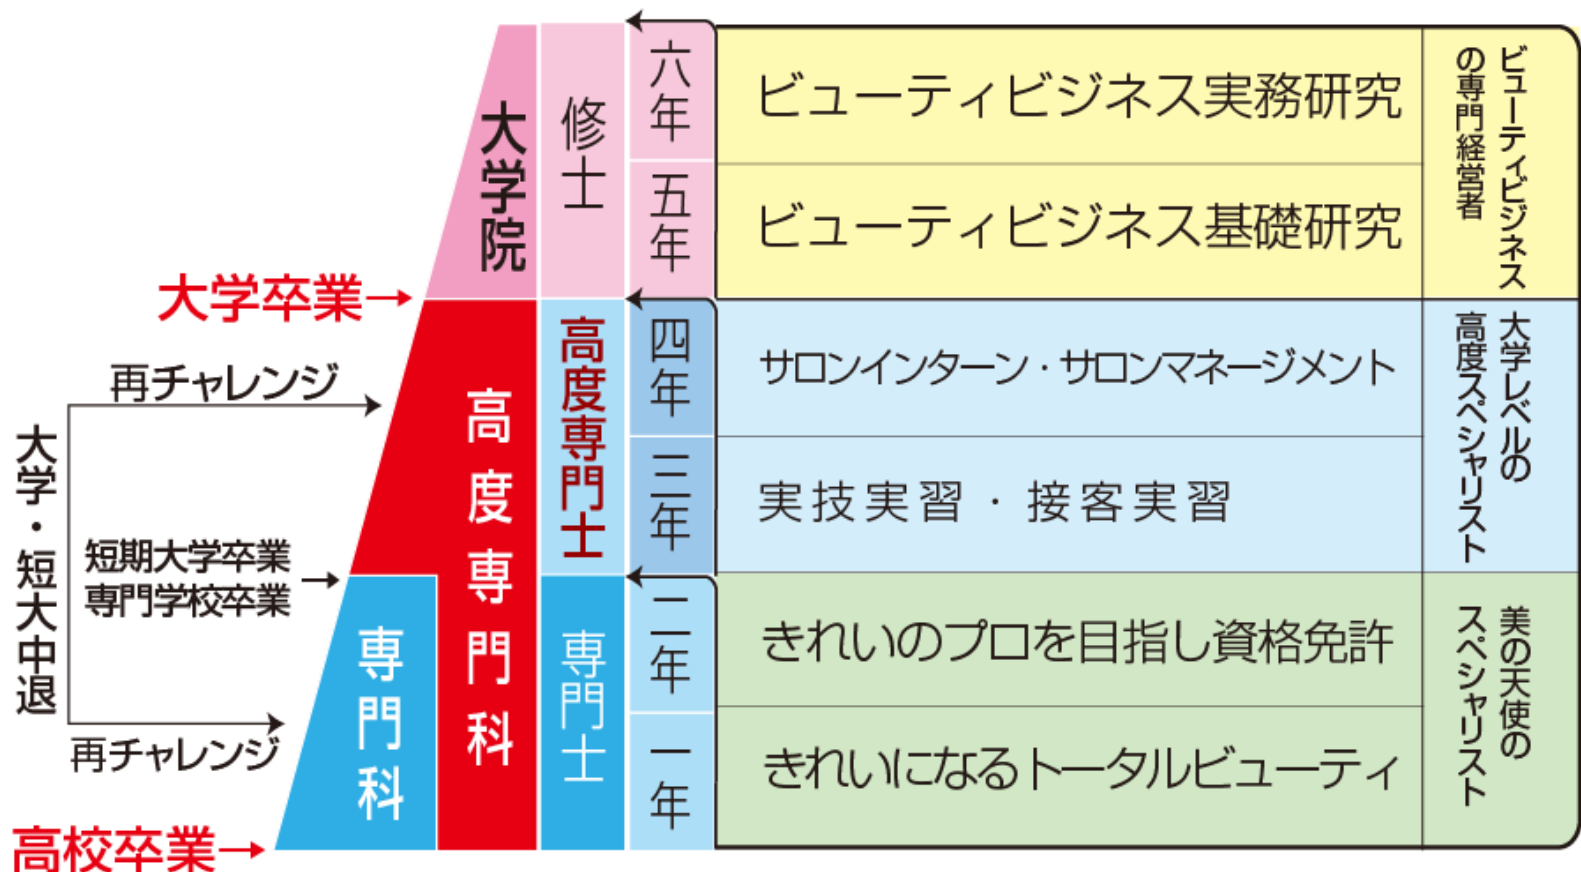 大学院
修士
六年
ビューティビジネス実務研究
五年
ビューティビジネス基礎研究
ビューティビジネス
の専門経営者
大学卒業→
再チャレンジ
大学・短大中退
短期大学卒業
専門学校卒業 →
再チャレンジ
高校卒業→
高度専門科
高度専門士
四年
サロンインターン・サロンマネージメント
三年
実技実習・接客実習
大学レベルの
高度スペシャリスト
専門科
専門士
二年
きれいのプロを目指し資格免許
一年
きれいになるトータルビューティ
美の天使の
スペシャリスト